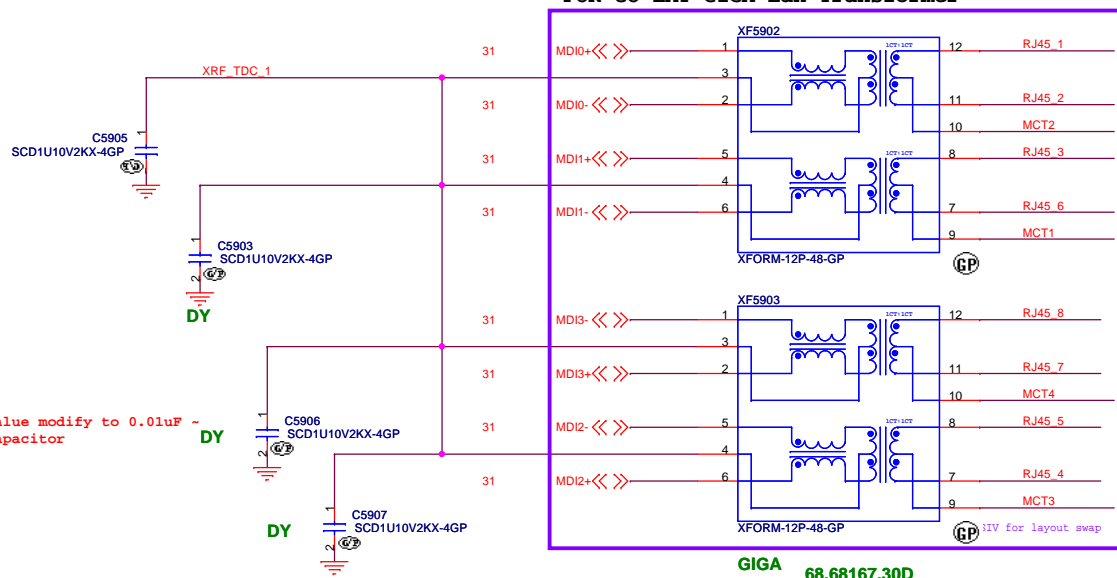 XF5902
31 MDI0+ 1 12 RJ45_1
1CT:1CT
XRF_TDC_1 3
31 MDI0- 2 11 RJ45_2
10 MCT2
C5905
SCD1U10V2KX-4GP
1
31 MDI1+ 5 8 RJ45_3
1CT:1CT
4
31 MDI1- 6 7 RJ45_6
9 MCT1
XFORM-12P-48-GP
GP
1
C5903
SCD1U10V2KX-4GP
2 G/P
DY
XF5903
31 MDI3- 1 12 RJ45_8
1CT:1CT
3
31 MDI3+ 2 11 RJ45_7
10 MCT4
modify to 0.01uF ~
DY
1
C5906
SCD1U10V2KX-4GP
2 G/P
31 MDI2- 5 8 RJ45_5
1CT:1CT
4
31 MDI2+ 6 7 RJ45_4
9 MCT3
XFORM-12P-48-GP
GP
for layout swap
DY
1
C5907
SCD1U10V2KX-4GP
2 G/P
GIGA
68.68167.30D